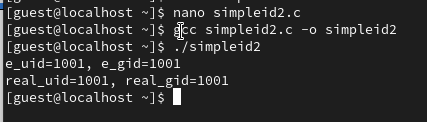 [guest@localhost ~]$ nano simpleid2.c
[guest@localhost ~]$ gcc simpleid2.c -o simpleid2
[guest@localhost ~]$ ./simpleid2
e_uid=1001, e_gid=1001
real_uid=1001, real_gid=1001
[guest@localhost ~]$